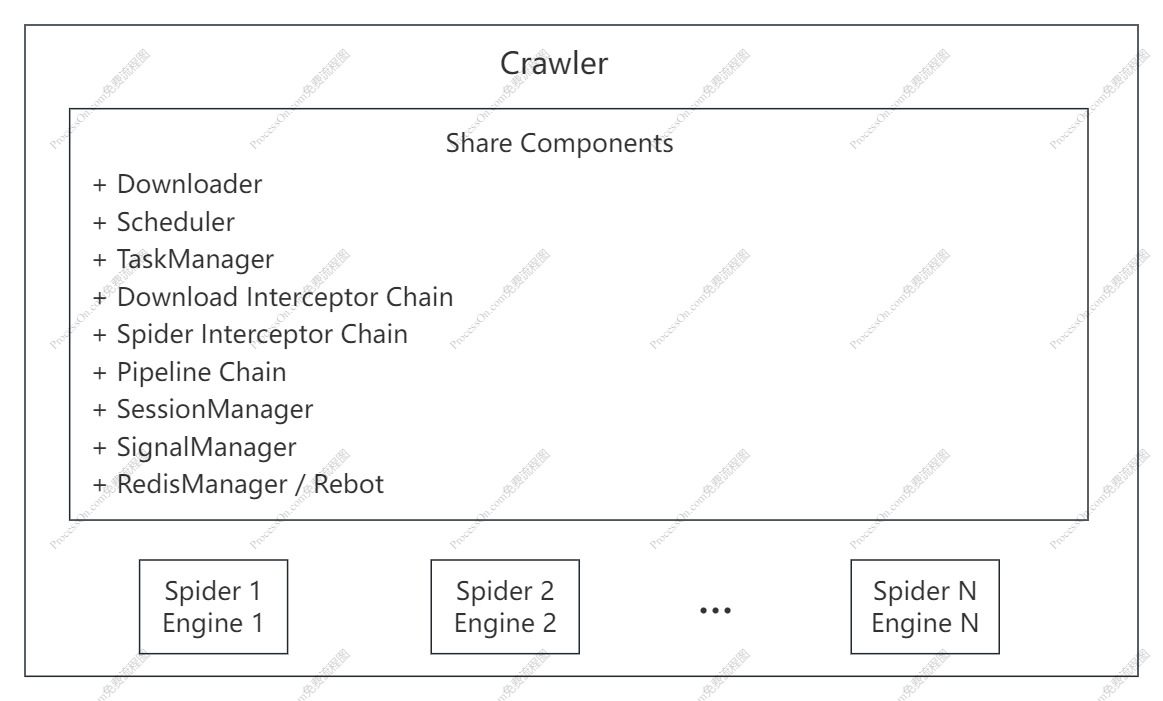 Crawler
Share Components
+ Downloader
+ Scheduler
+ TaskManager
+ Download Interceptor Chain
+ Spider Interceptor Chain
+ Pipeline Chain
+ SessionManager
+ SignalManager
+ RedisManager / Rebot
Spider 1
Engine 1
Spider 2
Engine 2
...
Spider N
Engine N
ProcessOn.com免费流程图